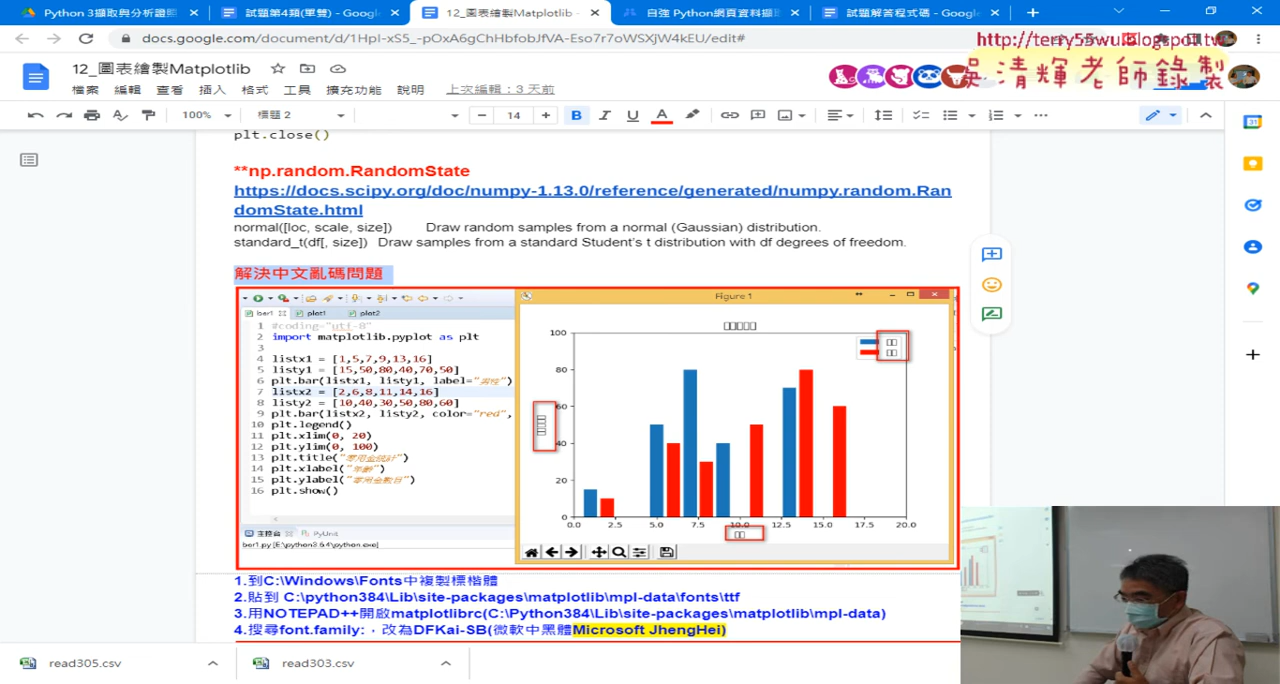 Python 3擷取與分析證照
試題第4類(單雙) - Goog
12_圖表繪製Matplotlib -
自強 Python網頁資料擷
試題解答程式碼 - Googl
docs.google.com/document/d/1HpI-xS5_-pOxA6gChHbfobJfVA-Eso7r7oWSXjW4kEU/edit#
http://terry55wu.blogspot.tw
吳清輝老師錄製
12_圖表繪製Matplotlib
檔案 編輯 查看 插入 格式 工具 擴充功能 說明 上次編輯：3 天前
100% 標題 2 14 B I U A
plt.close()
**np.random.RandomState
https://docs.scipy.org/doc/numpy-1.13.0/reference/generated/numpy.random.Ran
domState.html
normal([loc, scale, size]) Draw random samples from a normal (Gaussian) distribution.
standard_t(df[, size]) Draw samples from a standard Student's t distribution with df degrees of freedom.
解決中文亂碼問題
Figure 1
bar1 plot1 plot2
1 #coding="utf-8"
2 import matplotlib.pyplot as plt
3
4 listx1 = [1,5,7,9,13,16]
5 listy1 = [15,50,80,40,70,50]
6 plt.bar(listx1, listy1, label="男性")
7 listx2 = [2,6,8,11,14,16]
8 listy2 = [10,40,30,50,80,60]
9 plt.bar(listx2, listy2, color="red",
10 plt.legend()
11 plt.xlim(0, 20)
12 plt.ylim(0, 100)
13 plt.title("零用金統計")
14 plt.xlabel("年齡")
15 plt.ylabel("零用金數目")
16 plt.show()
主控台 PyUnit
bar1.py [E:\python3.6.4\python.exe]
100
80
60
40
20
0
0.0 2.5 5.0 7.5 10.0 12.5 15.0 17.5 20.0
1.到C:\Windows\Fonts中複製標楷體
2.貼到 C:\python384\Lib\site-packages\matplotlib\mpl-data\fonts\ttf
3.用NOTEPAD++開啟matplotlibrc(C:\Python384\Lib\site-packages\matplotlib\mpl-data)
4.搜尋font.family:，改為DFKai-SB(微軟中黑體Microsoft JhengHei)
read305.csv
read303.csv